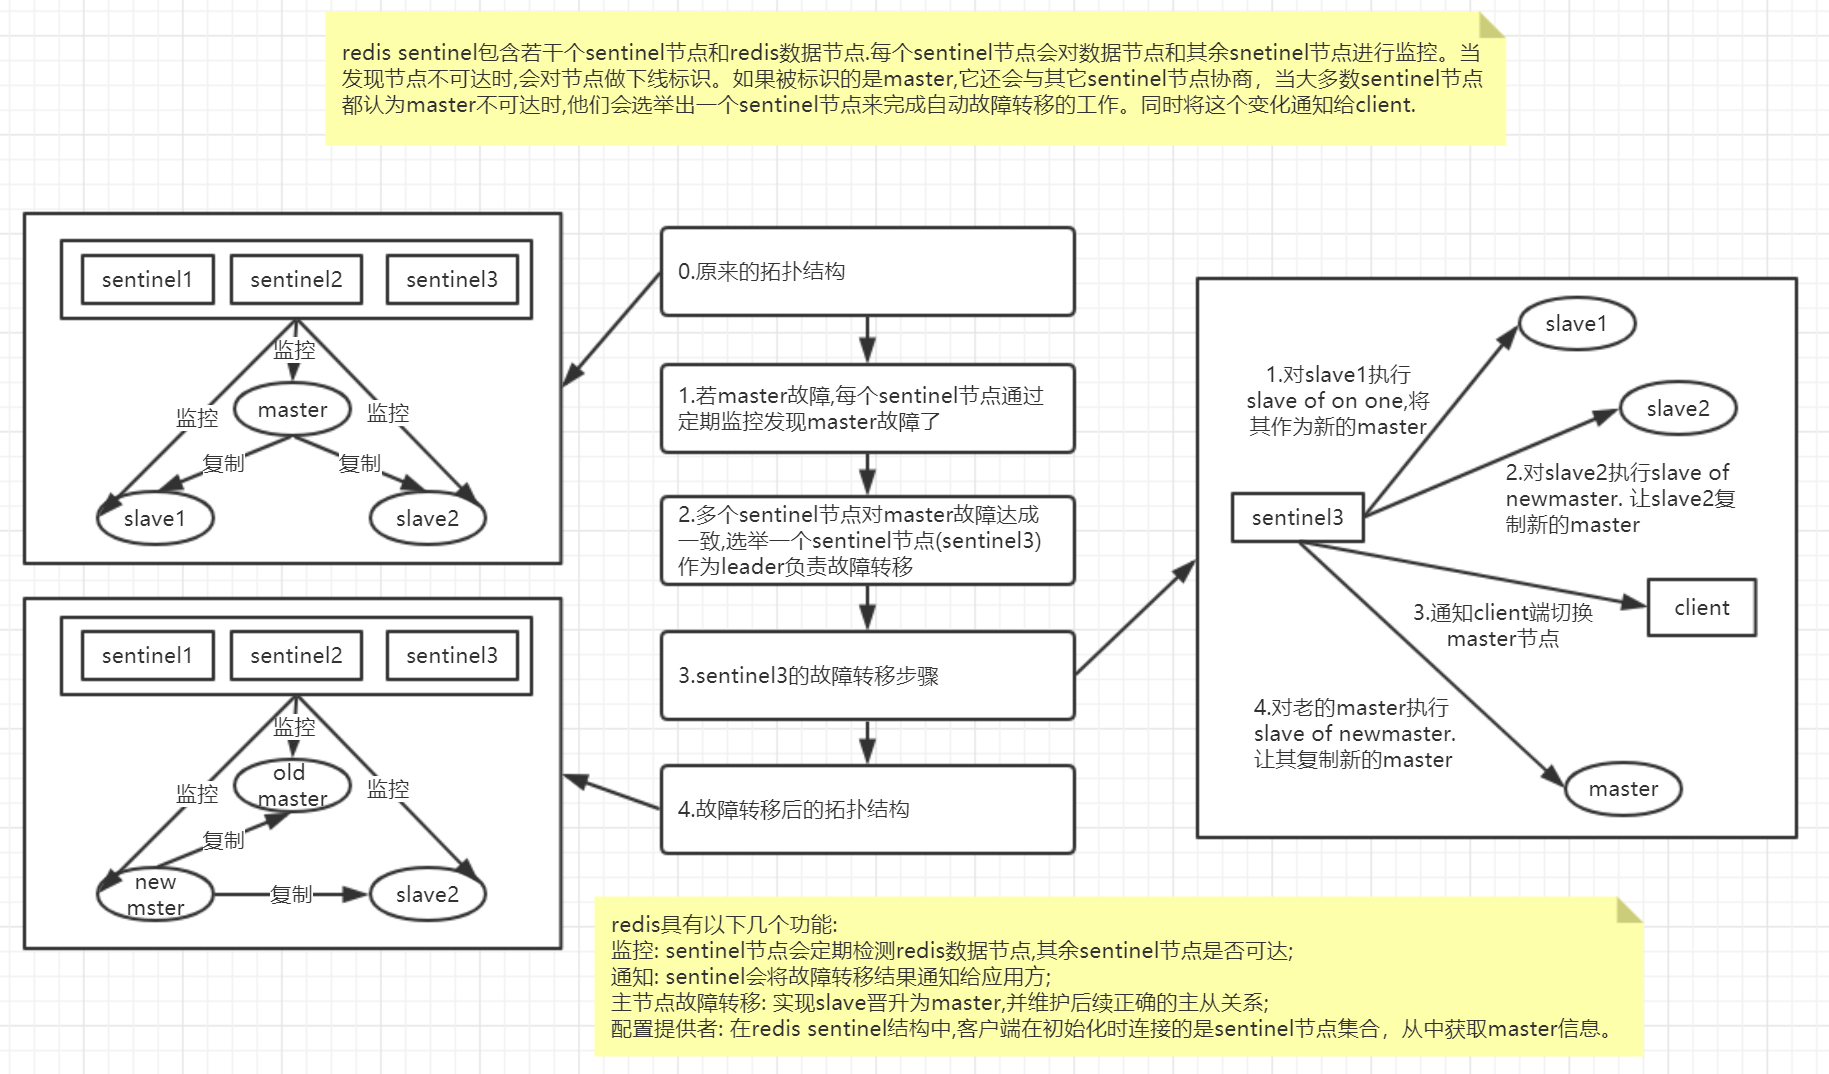 redis sentinel包含若干个sentinel节点和redis数据节点.每个sentinel节点会对数据节点和其余snetinel节点进行监控。当
发现节点不可达时,会对节点做下线标识。如果被标识的是master,它还会与其它sentinel节点协商，当大多数sentinel节点
都认为master不可达时,他们会选举出一个sentinel节点来完成自动故障转移的工作。同时将这个变化通知给client.
sentinel1
sentinel2
sentinel3
监控
master
监控
监控
复制
复制
slave1
slave2
sentinel1
sentinel2
sentinel3
监控
old
master
监控
监控
复制
new
mster
复制
slave2
0.原来的拓扑结构
1.若master故障,每个sentinel节点通过
定期监控发现master故障了
2.多个sentinel节点对master故障达成
一致,选举一个sentinel节点(sentinel3)
作为leader负责故障转移
3.sentinel3的故障转移步骤
4.故障转移后的拓扑结构
slave1
1.对slave1执行
slave of on one,将
其作为新的master
slave2
2.对slave2执行slave of
newmaster. 让slave2复
制新的master
sentinel3
client
3.通知client端切换
master节点
4.对老的master执行
slave of newmaster.
让其复制新的master
master
redis具有以下几个功能:
监控: sentinel节点会定期检测redis数据节点,其余sentinel节点是否可达;
通知: sentinel会将故障转移结果通知给应用方;
主节点故障转移: 实现slave晋升为master,并维护后续正确的主从关系;
配置提供者: 在redis sentinel结构中,客户端在初始化时连接的是sentinel节点集合，从中获取master信息。